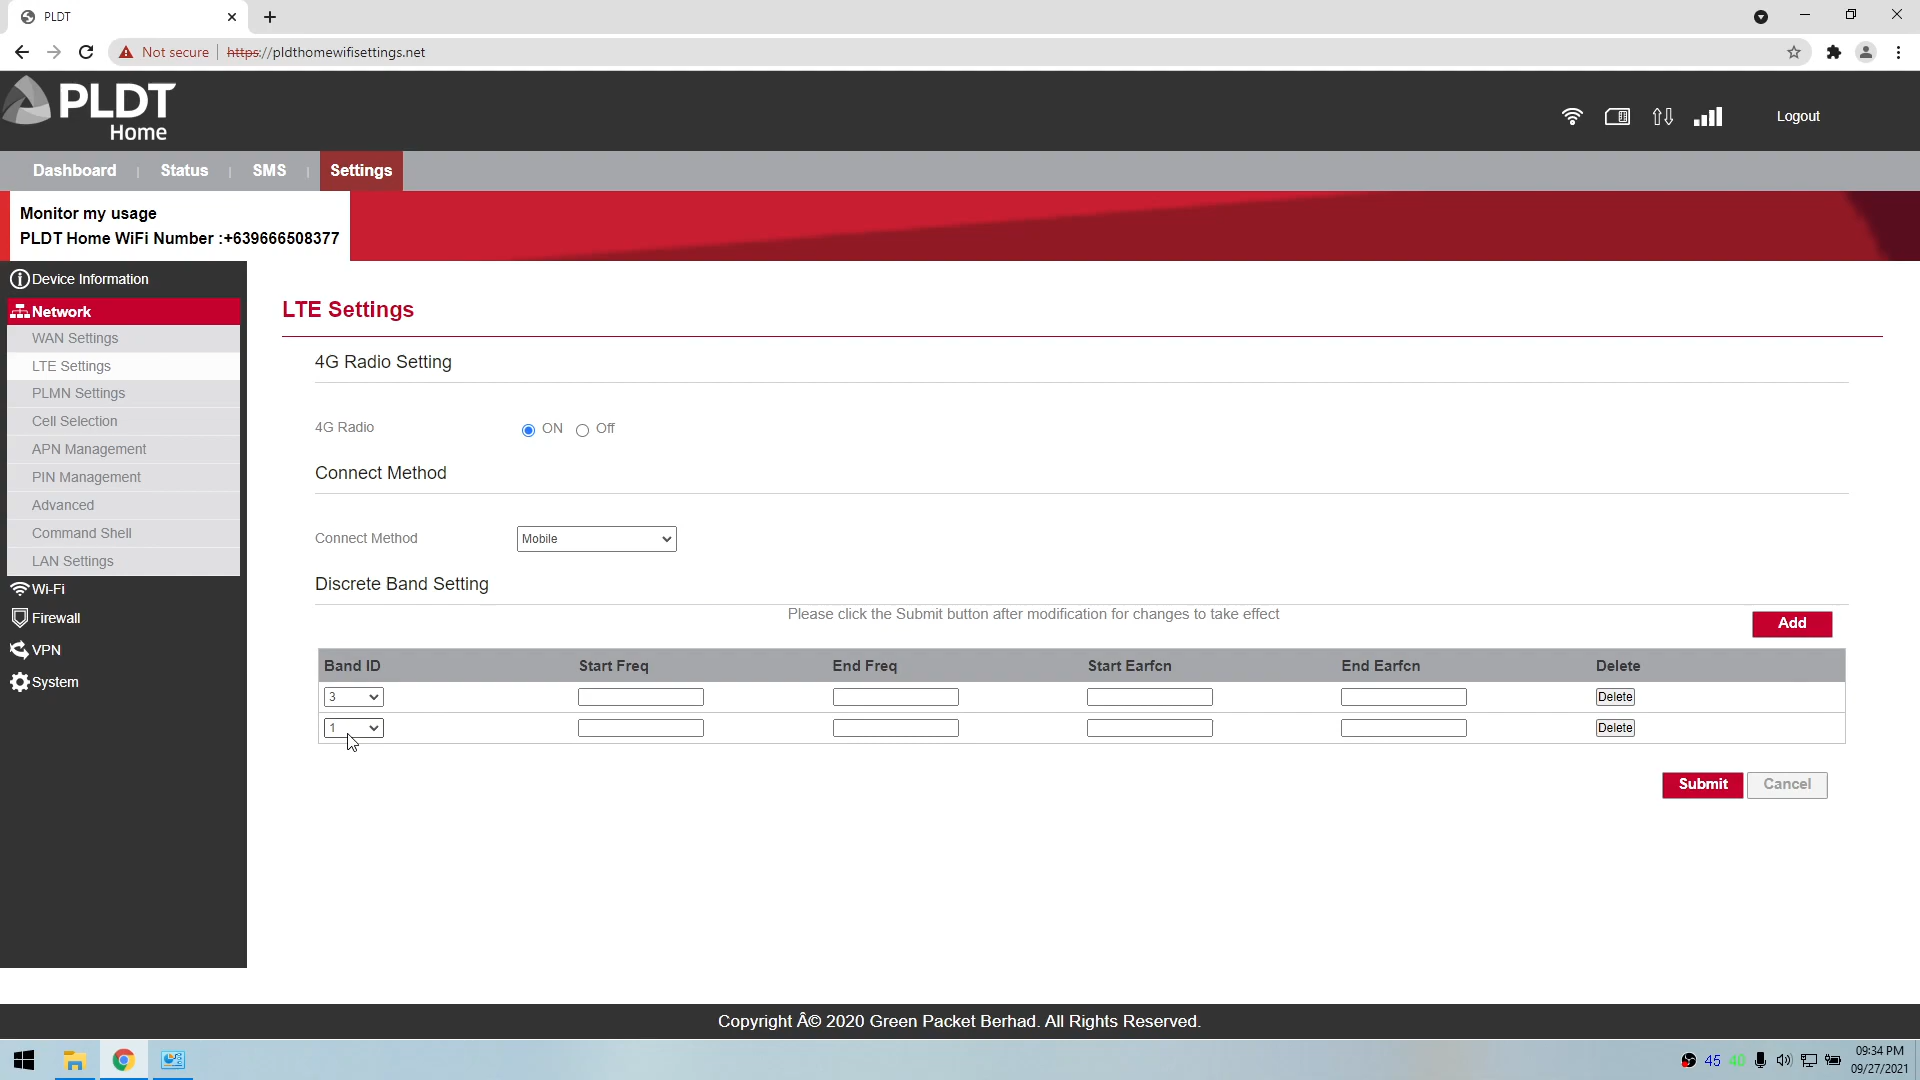 PLDT
Not secure | https://pldthomewifisettings.net
PLDT
Home
Logout
Dashboard | Status | SMS | Settings
Monitor my usage
PLDT Home WiFi Number :+639666508377
Device Information
Network
WAN Settings
LTE Settings
PLMN Settings
Cell Selection
APN Management
PIN Management
Advanced
Command Shell
LAN Settings
Wi-Fi
Firewall
VPN
System
LTE Settings
4G Radio Setting
4G Radio ON Off
Connect Method
Connect Method Mobile
Discrete Band Setting
Please click the Submit button after modification for changes to take effect
Add
Band ID Start Freq End Freq Start Earfcn End Earfcn Delete
3 Delete
1 Delete
Submit Cancel
Copyright Â© 2020 Green Packet Berhad. All Rights Reserved.
45 40 09:34 PM
09/27/2021